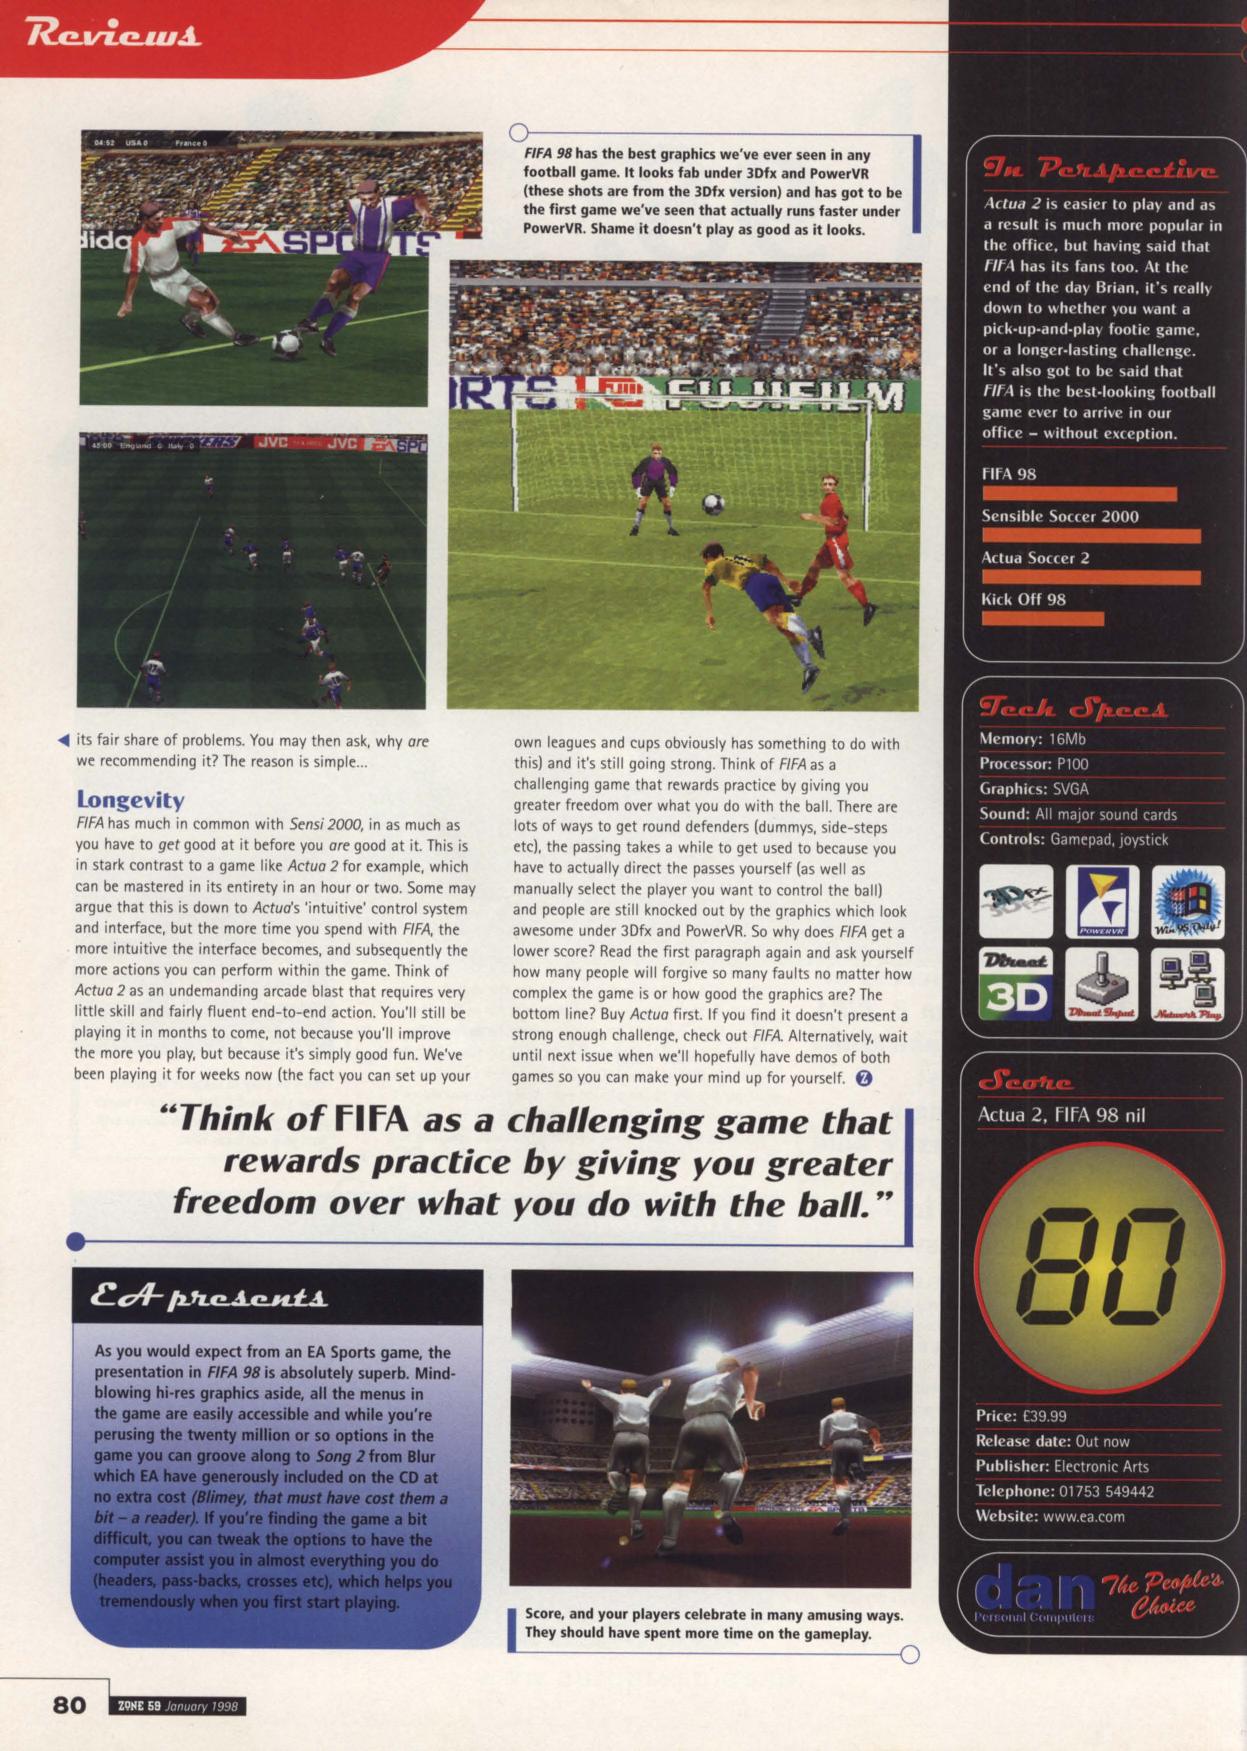 Reviews
04:52 USA 0 France 0
adidas EA SPORTS
FIFA 98 has the best graphics we've ever seen in any
football game. It looks fab under 3Dfx and PowerVR
(these shots are from the 3Dfx version) and has got to be
the first game we've seen that actually runs faster under
PowerVR. Shame it doesn't play as good as it looks.
45:00 England 0 Italy 0
JVC JVC EA SPO
ORTS FUJI FUJIFILM
its fair share of problems. You may then ask, why are
we recommending it? The reason is simple...
Longevity
FIFA has much in common with Sensi 2000, in as much as
you have to get good at it before you are good at it. This is
in stark contrast to a game like Actua 2 for example, which
can be mastered in its entirety in an hour or two. Some may
argue that this is down to Actua's 'intuitive' control system
and interface, but the more time you spend with FIFA, the
more intuitive the interface becomes, and subsequently the
more actions you can perform within the game. Think of
Actua 2 as an undemanding arcade blast that requires very
little skill and fairly fluent end-to-end action. You'll still be
playing it in months to come, not because you'll improve
the more you play, but because it's simply good fun. We've
been playing it for weeks now (the fact you can set up your
own leagues and cups obviously has something to do with
this) and it's still going strong. Think of FIFA as a
challenging game that rewards practice by giving you
greater freedom over what you do with the ball. There are
lots of ways to get round defenders (dummys, side-steps
etc), the passing takes a while to get used to because you
have to actually direct the passes yourself (as well as
manually select the player you want to control the ball)
and people are still knocked out by the graphics which look
awesome under 3Dfx and PowerVR. So why does FIFA get a
lower score? Read the first paragraph again and ask yourself
how many people will forgive so many faults no matter how
complex the game is or how good the graphics are? The
bottom line? Buy Actua first. If you find it doesn't present a
strong enough challenge, check out FIFA. Alternatively, wait
until next issue when we'll hopefully have demos of both
games so you can make your mind up for yourself. Z
"Think of FIFA as a challenging game that
rewards practice by giving you greater
freedom over what you do with the ball."
EA presents
As you would expect from an EA Sports game, the
presentation in FIFA 98 is absolutely superb. Mind-
blowing hi-res graphics aside, all the menus in
the game are easily accessible and while you're
perusing the twenty million or so options in the
game you can groove along to Song 2 from Blur
which EA have generously included on the CD at
no extra cost (Blimey, that must have cost them a
bit – a reader). If you're finding the game a bit
difficult, you can tweak the options to have the
computer assist you in almost everything you do
(headers, pass-backs, crosses etc), which helps you
tremendously when you first start playing.
Score, and your players celebrate in many amusing ways.
They should have spent more time on the gameplay.
In Perspective
Actua 2 is easier to play and as
a result is much more popular in
the office, but having said that
FIFA has its fans too. At the
end of the day Brian, it's really
down to whether you want a
pick-up-and-play footie game,
or a longer-lasting challenge.
It's also got to be said that
FIFA is the best-looking football
game ever to arrive in our
office – without exception.
FIFA 98
Sensible Soccer 2000
Actua Soccer 2
Kick Off 98
Tech Specs
Memory: 16Mb
Processor: P100
Graphics: SVGA
Sound: All major sound cards
Controls: Gamepad, joystick
3Dfx
POWERVR
Win 95 Only!
Direct
3D
Direct Input
Network Play
Score
Actua 2, FIFA 98 nil
80
Price: £39.99
Release date: Out now
Publisher: Electronic Arts
Telephone: 01753 549442
Website: www.ea.com
dan The People's
Choice
Personal Computers
80 ZONE 59 January 1998